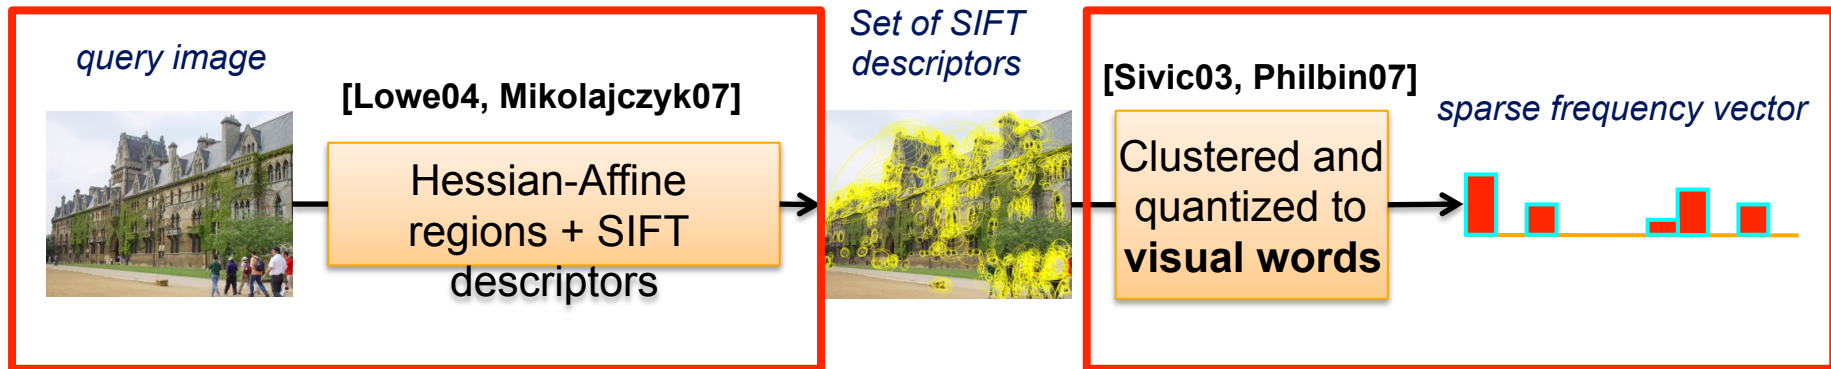 query image
[Lowe04, Mikolajczyk07]
Hessian-Affine
regions + SIFT
descriptors
Set of SIFT
descriptors
[Sivic03, Philbin07]
Clustered and
quantized to
visual words
sparse frequency vector